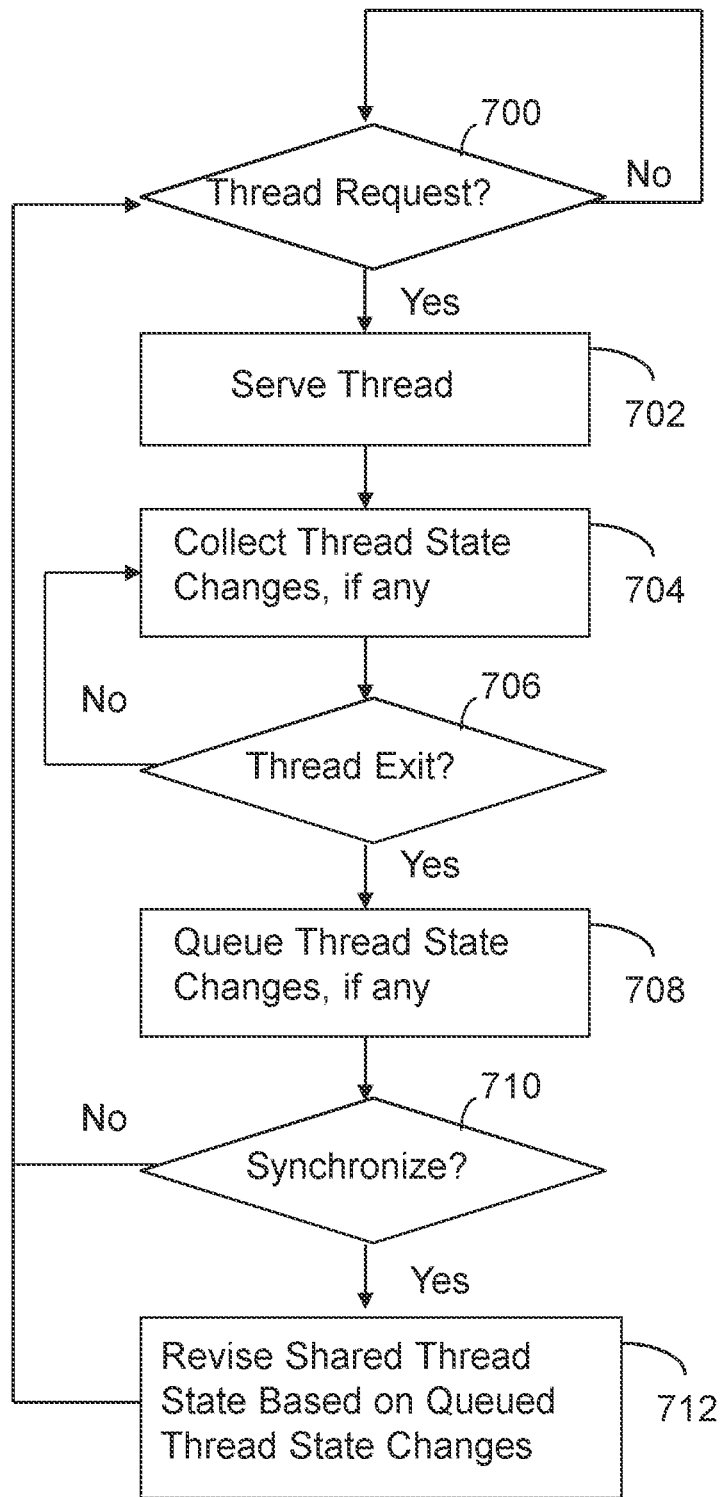 700
Thread Request?
No
Yes
Serve Thread
702
Collect Thread State
Changes, if any
704
No
706
Thread Exit?
Yes
Queue Thread State
Changes, if any
708
710
No
Synchronize?
Yes
Revise Shared Thread
State Based on Queued
Thread State Changes
712